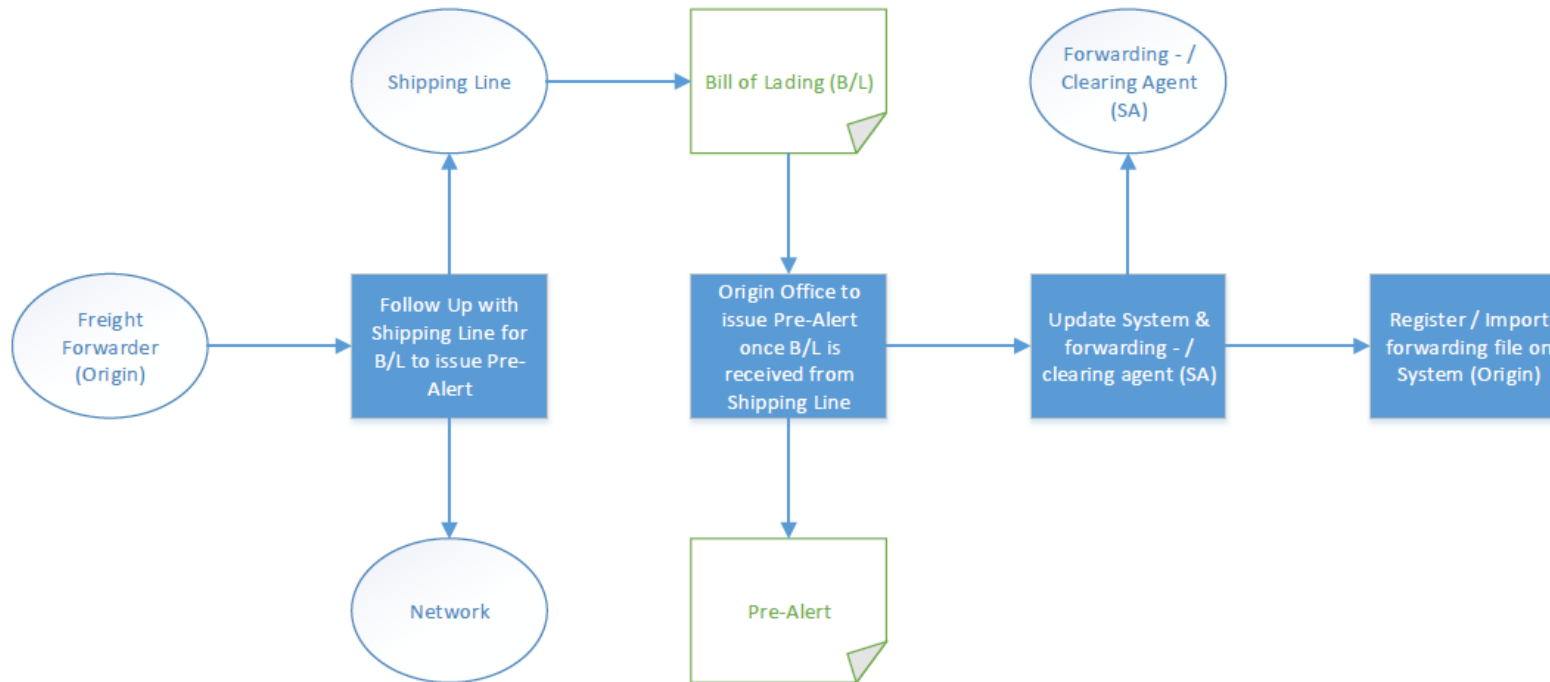 Shipping Line
Bill of Lading (B/L)
Forwarding - /
Clearing Agent
(SA)
Freight
Forwarder
(Origin)
Follow Up with
Shipping Line for
B/L to issue Pre-
Alert
Origin Office to
issue Pre-Alert
once B/L is
received from
Shipping Line
Update System &
forwarding - /
clearing agent (SA)
Register / Import
forwarding file on
System (Origin)
Network
Pre-Alert